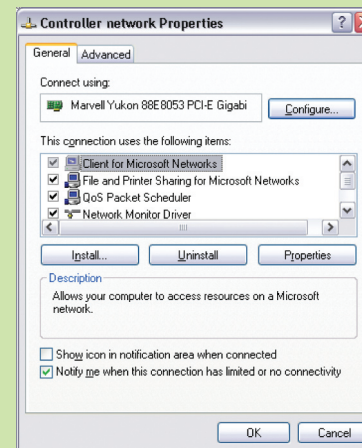 Controller network Properties
General Advanced
Connect using:
Marvell Yukon 88E8053 PCI-E Gigabi
Configure...
This connection uses the following items:
Client for Microsoft Networks
File and Printer Sharing for Microsoft Networks
QoS Packet Scheduler
Network Monitor Driver
Install... Uninstall Properties
Description
Allows your computer to access resources on a Microsoft
network.
Show icon in notification area when connected
Notify me when this connection has limited or no connectivity
OK Cancel